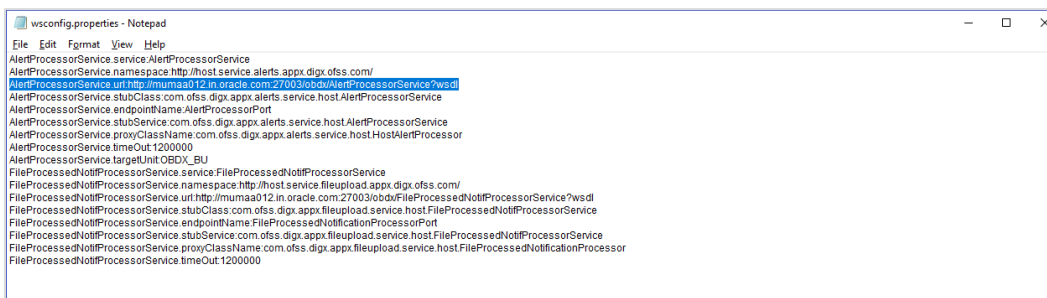 wsconfig.properties - Notepad
File Edit Format View Help
AlertProcessorService.service:AlertProcessorService
AlertProcessorService.namespace:http://host.service.alerts.appx.digx.ofss.com/
AlertProcessorService.url:http://mumaa012.in.oracle.com:27003/obdx/AlertProcessorService?wsdl
AlertProcessorService.stubClass:com.ofss.digx.appx.alerts.service.host.AlertProcessorService
AlertProcessorService.endpointName:AlertProcessorPort
AlertProcessorService.stubService:com.ofss.digx.appx.alerts.service.host.AlertProcessorService
AlertProcessorService.proxyClassName:com.ofss.digx.appx.alerts.service.host.HostAlertProcessor
AlertProcessorService.timeOut:1200000
AlertProcessorService.targetUnit:OBDX_BU
FileProcessedNotifProcessorService.service:FileProcessedNotifProcessorService
FileProcessedNotifProcessorService.namespace:http://host.service.fileupload.appx.digx.ofss.com/
FileProcessedNotifProcessorService.url:http://mumaa012.in.oracle.com:27003/obdx/FileProcessedNotifProcessorService?wsdl
FileProcessedNotifProcessorService.stubClass:com.ofss.digx.appx.fileupload.service.host.FileProcessedNotifProcessorService
FileProcessedNotifProcessorService.endpointName:FileProcessedNotificationProcessorPort
FileProcessedNotifProcessorService.stubService:com.ofss.digx.appx.fileupload.service.host.FileProcessedNotifProcessorService
FileProcessedNotifProcessorService.proxyClassName:com.ofss.digx.appx.fileupload.service.host.FileProcessedNotificationProcessor
FileProcessedNotifProcessorService.timeOut:1200000